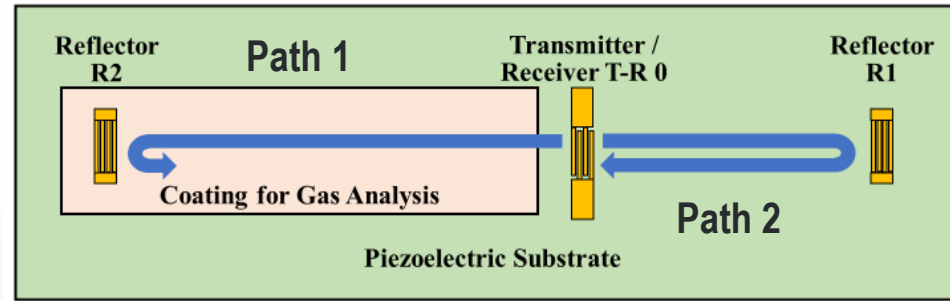 Reflector
R2
Path 1
Transmitter /
Receiver T-R 0
Reflector
R1
Coating for Gas Analysis
Path 2
Piezoelectric Substrate